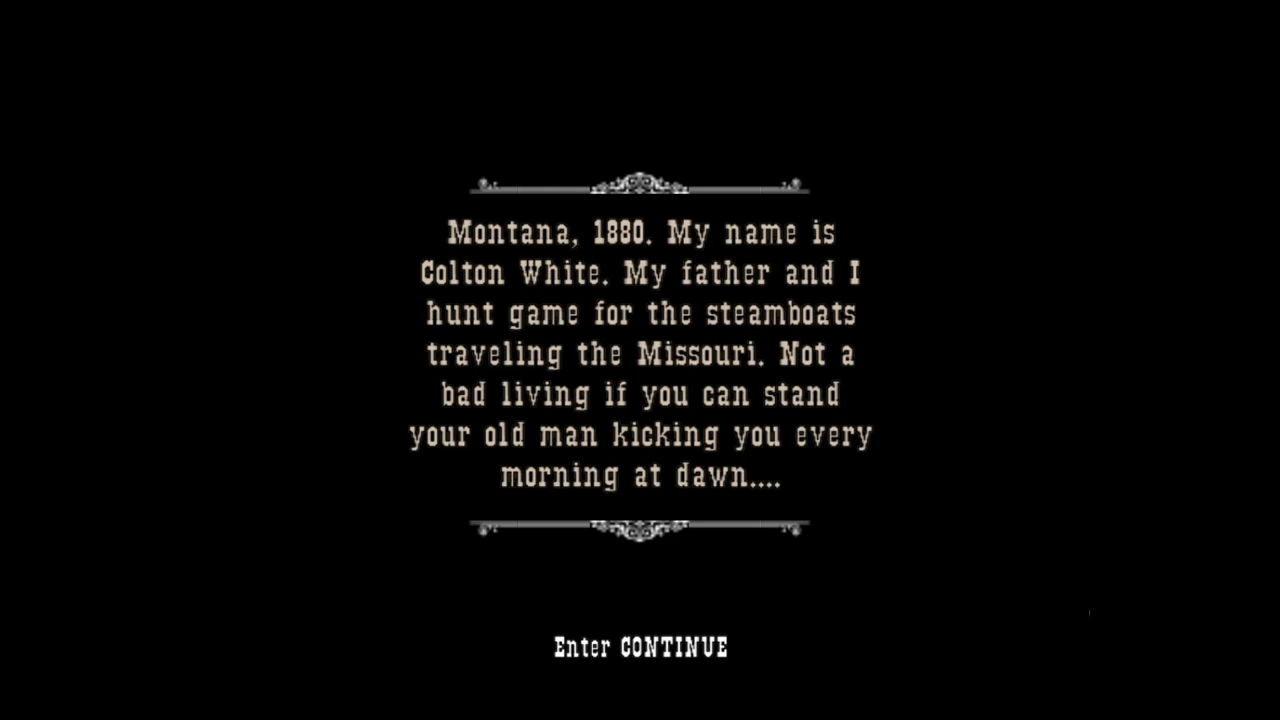 Montana, 1880. My name is
Colton White. My father and I
hunt game for the steamboats
traveling the Missouri. Not a
bad living if you can stand
your old man kicking you every
morning at dawn....
Enter CONTINUE